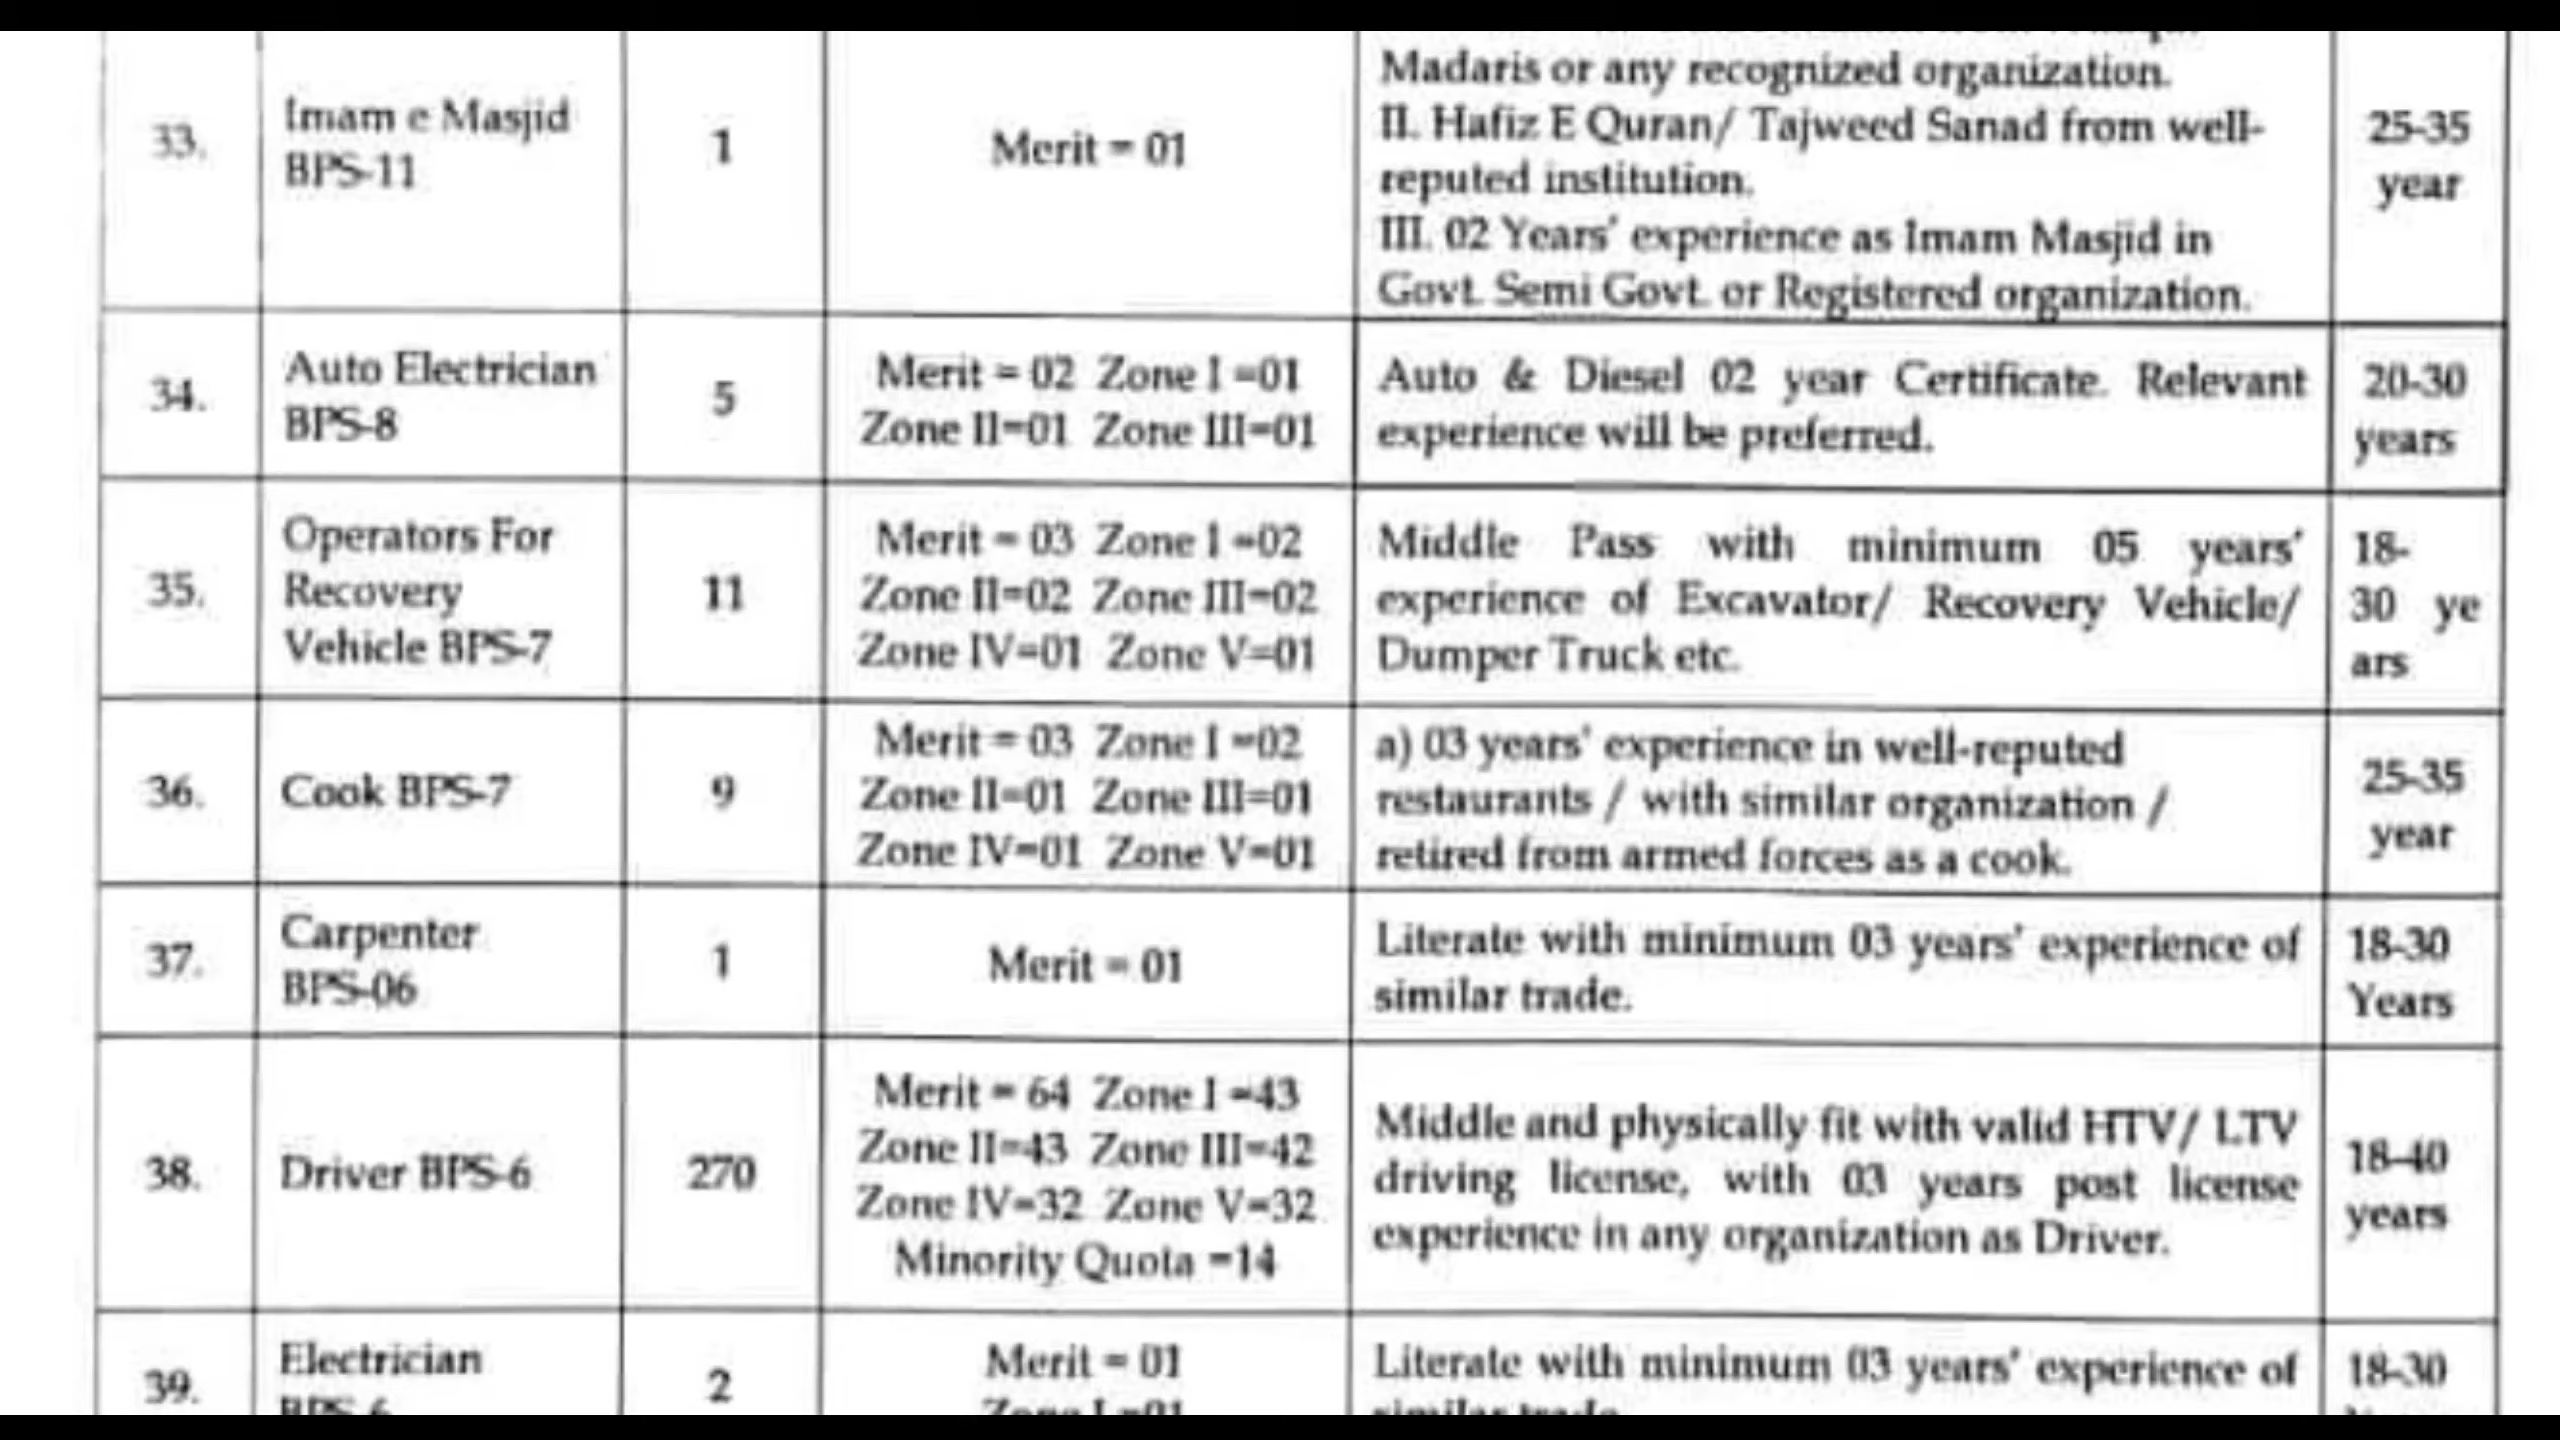 Madaris or any recognized organization.
33.
Imam e Masjid
BPS-11
1
Merit = 01
II. Hafiz E Quran/ Tajweed Sanad from well-
reputed institution.
III. 02 Years' experience as Imam Masjid in
Govt. Semi Govt. or Registered organization.
25-35
year
34.
Auto Electrician
BPS-8
5
Merit = 02 Zone I =01
Zone II=01 Zone III=01
Auto & Diesel 02 year Certificate. Relevant
experience will be preferred.
20-30
years
35.
Operators For
Recovery
Vehicle BPS-7
11
Merit = 03 Zone I =02
Zone II=02 Zone III=02
Zone IV=01 Zone V=01
Middle Pass with minimum 05 years'
experience of Excavator/ Recovery Vehicle/
Dumper Truck etc.
18-
30 ye
ars
36.
Cook BPS-7
9
Merit = 03 Zone I =02
Zone II=01 Zone III=01
Zone IV=01 Zone V=01
a) 03 years' experience in well-reputed
restaurants / with similar organization /
retired from armed forces as a cook.
25-35
year
37.
Carpenter
BPS-06
1
Merit = 01
Literate with minimum 03 years' experience of
similar trade.
18-30
Years
38.
Driver BPS-6
270
Merit = 64 Zone I =43
Zone II=43 Zone III=42
Zone IV=32 Zone V=32
Minority Quota =14
Middle and physically fit with valid HTV/ LTV
driving license, with 03 years post license
experience in any organization as Driver.
18-40
years
39.
Electrician
BPS-6
2
Merit = 01
Zone I =01
Literate with minimum 03 years' experience of
similar trade
18-30